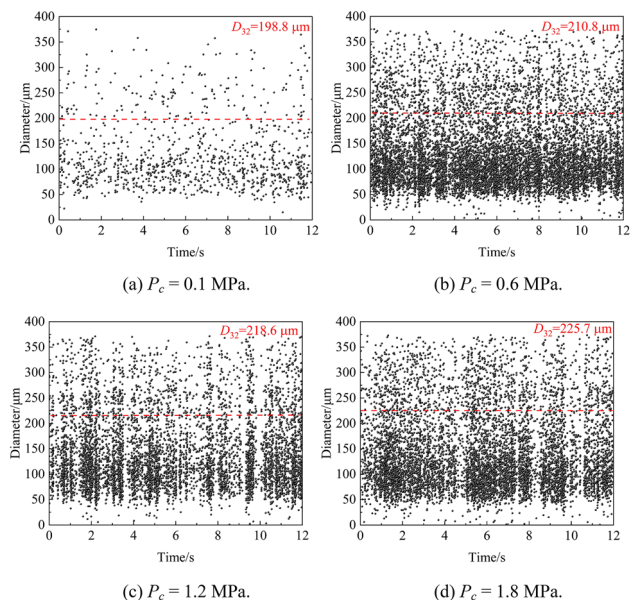 D32=198.8 μm
400
350
300
250
200
150
100
50
0
Diameter/μm
0 2 4 6 8 10 12
Time/s
(a) Pc = 0.1 MPa.
D32=210.8 μm
400
350
300
250
200
150
100
50
0
Diameter/μm
0 2 4 6 8 10 12
Time/s
(b) Pc = 0.6 MPa.
D32=218.6 μm
400
350
300
250
200
150
100
50
0
Diameter/μm
0 2 4 6 8 10 12
Time/s
(c) Pc = 1.2 MPa.
D32=225.7 μm
400
350
300
250
200
150
100
50
0
Diameter/μm
0 2 4 6 8 10 12
Time/s
(d) Pc = 1.8 MPa.